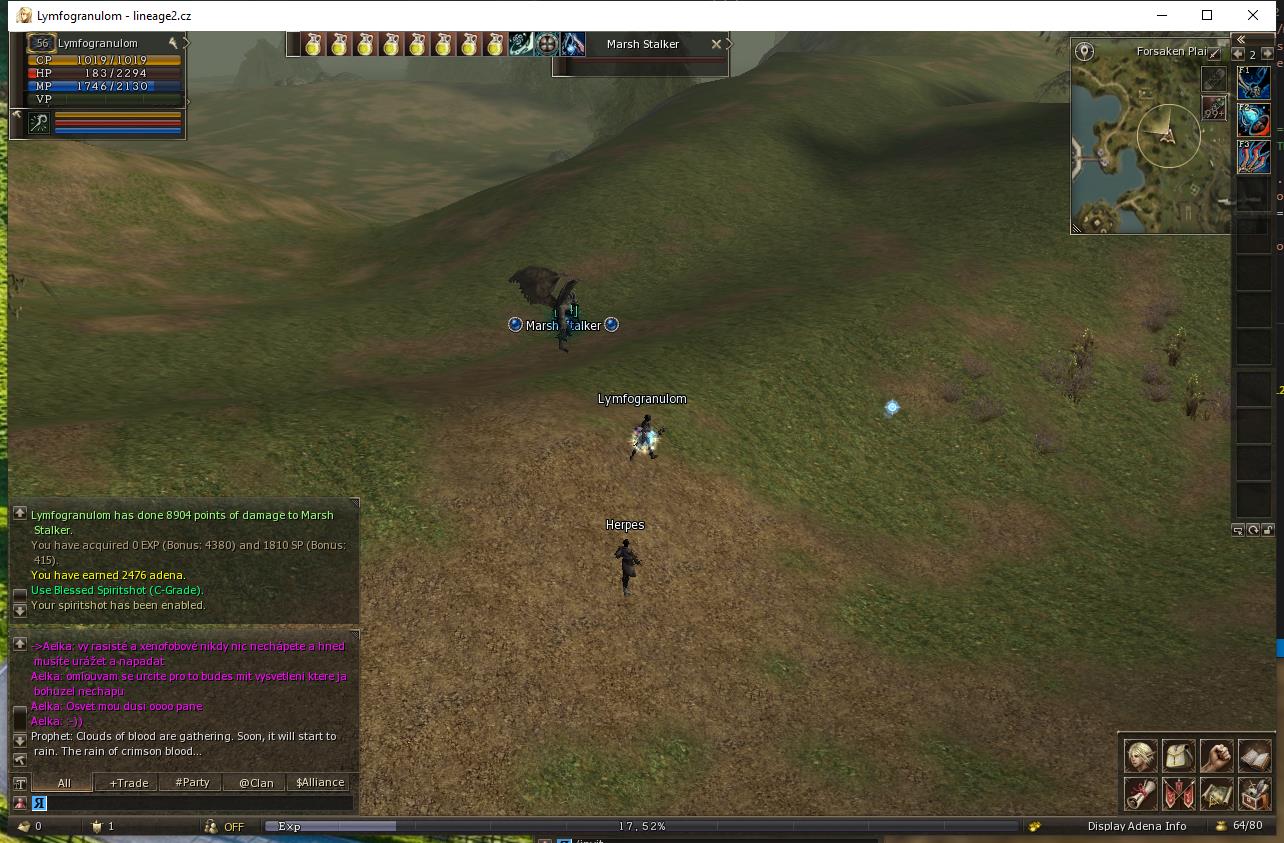 Lymfogranulom - lineage2.cz
56 Lymfogranulom
CP 1019/1019
HP 183/2294
MP 1746/2130
VP
Marsh Stalker
Forsaken Plai
2
F1
F2
F3
99+
Marsh Stalker
Lymfogranulom
Herpes
Lymfogranulom has done 8904 points of damage to Marsh
Stalker.
You have acquired 0 EXP (Bonus: 4380) and 1810 SP (Bonus:
415).
You have earned 2476 adena.
Use Blessed Spiritshot (C-Grade).
Your spiritshot has been enabled.
->Aelka: vy rasisté a xenofobové nikdy nic nechápete a hned
musíte urážet a napadat
Aelka: omlouvam se urcite pro to budes mit vysvetleni ktere ja
bohuzel nechapu
Aelka: Osvet mou dusi oooo pane
Aelka: :-))
Prophet: Clouds of blood are gathering. Soon, it will start to
rain. The rain of crimson blood...
All +Trade #Party @Clan $Alliance
Я
0 1 OFF Exp 17,52% Display Adena Info 64/80